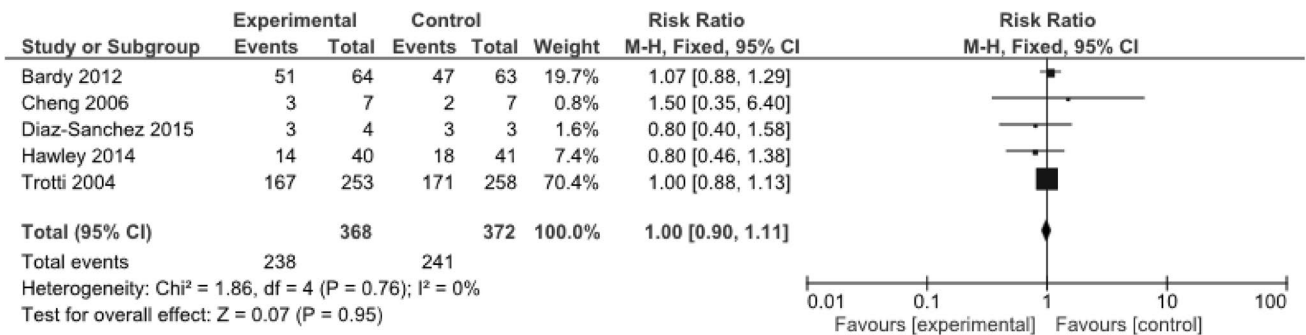 Experimental Control Risk Ratio Risk Ratio
Study or Subgroup Events Total Events Total Weight M-H, Fixed, 95% CI M-H, Fixed, 95% CI
Bardy 2012 51 64 47 63 19.7% 1.07 [0.88, 1.29]
Cheng 2006 3 7 2 7 0.8% 1.50 [0.35, 6.40]
Diaz-Sanchez 2015 3 4 3 3 1.6% 0.80 [0.40, 1.58]
Hawley 2014 14 40 18 41 7.4% 0.80 [0.46, 1.38]
Trotti 2004 167 253 171 258 70.4% 1.00 [0.88, 1.13]
Total (95% CI) 368 372 100.0% 1.00 [0.90, 1.11]
Total events 238 241
Heterogeneity: Chi² = 1.86, df = 4 (P = 0.76); I² = 0%
Test for overall effect: Z = 0.07 (P = 0.95)
0.01 0.1 1 10 100
Favours [experimental] Favours [control]